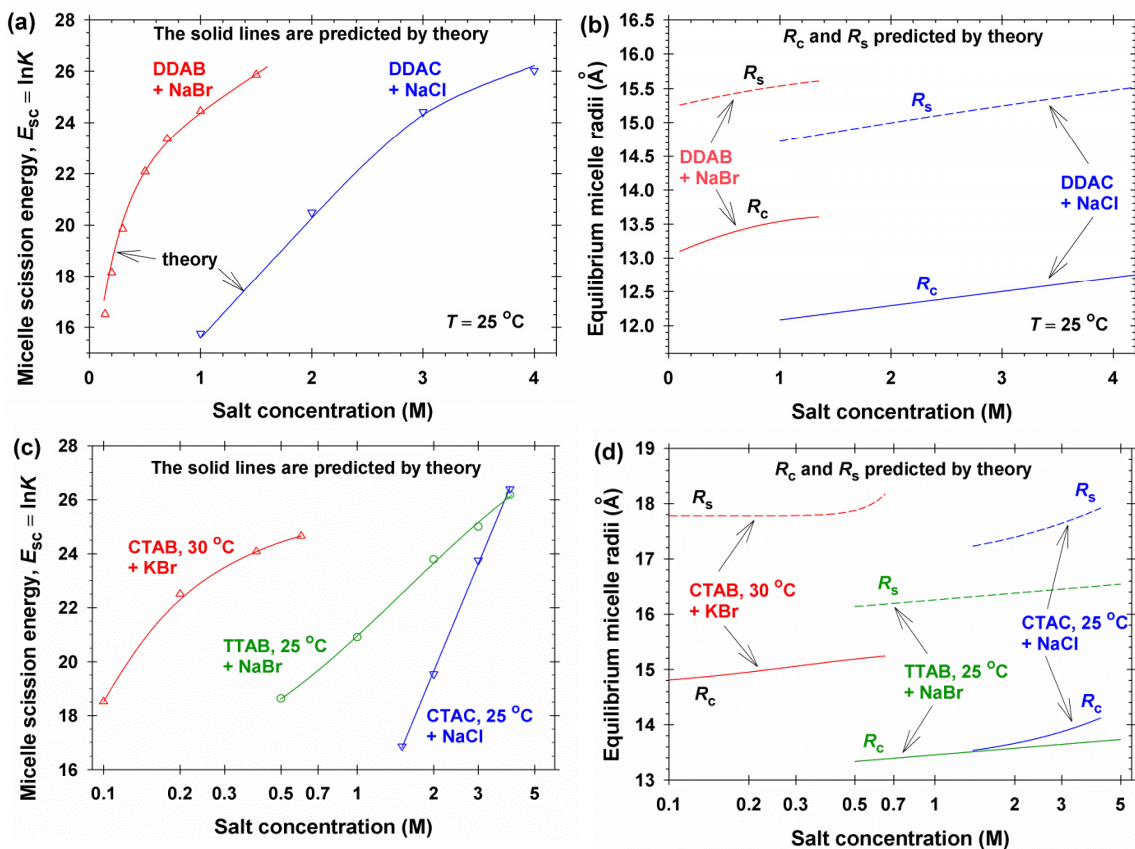 (a)
The solid lines are predicted by theory
DDAB
+ NaBr
DDAC
+ NaCl
theory
T = 25 °C
Micelle scission energy, Esc = lnK
28
26
24
22
20
18
16
0
1
2
3
4
Salt concentration (M)
(b)
Rc and Rs predicted by theory
Rs
Rs
DDAB
+ NaBr
DDAC
+ NaCl
Rc
Rc
T = 25 °C
Equilibrium micelle radii (Å)
16.0
15.5
15.0
14.5
14.0
13.5
13.0
12.5
12.0
0
1
2
3
4
Salt concentration (M)
(c)
The solid lines are predicted by theory
CTAB, 30 °C
+ KBr
TTAB, 25 °C
+ NaBr
CTAC, 25 °C
+ NaCl
Micelle scission energy, Esc = lnK
28
26
24
22
20
18
16
0.1
0.2
0.3
0.5
0.7
1
2
3
5
Salt concentration (M)
(d)
Rc and Rs predicted by theory
Rs
Rs
CTAB, 30 °C
+ KBr
Rs
CTAC, 25 °C
+ NaCl
TTAB, 25 °C
+ NaBr
Rc
Rc
Rc
Equilibrium micelle radii (Å)
19
18
17
16
15
14
13
0.1
0.2
0.3
0.5
0.7
1
2
3
5
Salt concentration (M)